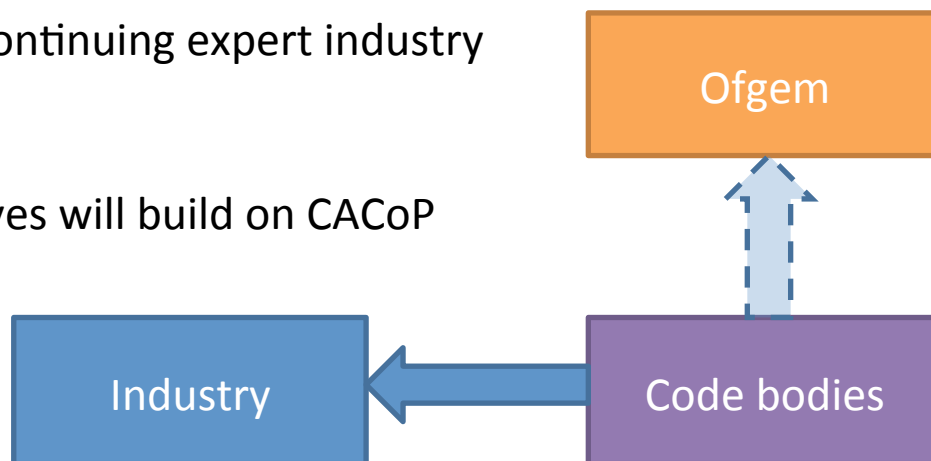 ontinuing expert industry
Ofgem
ves will build on CACoP
Industry
Code bodies